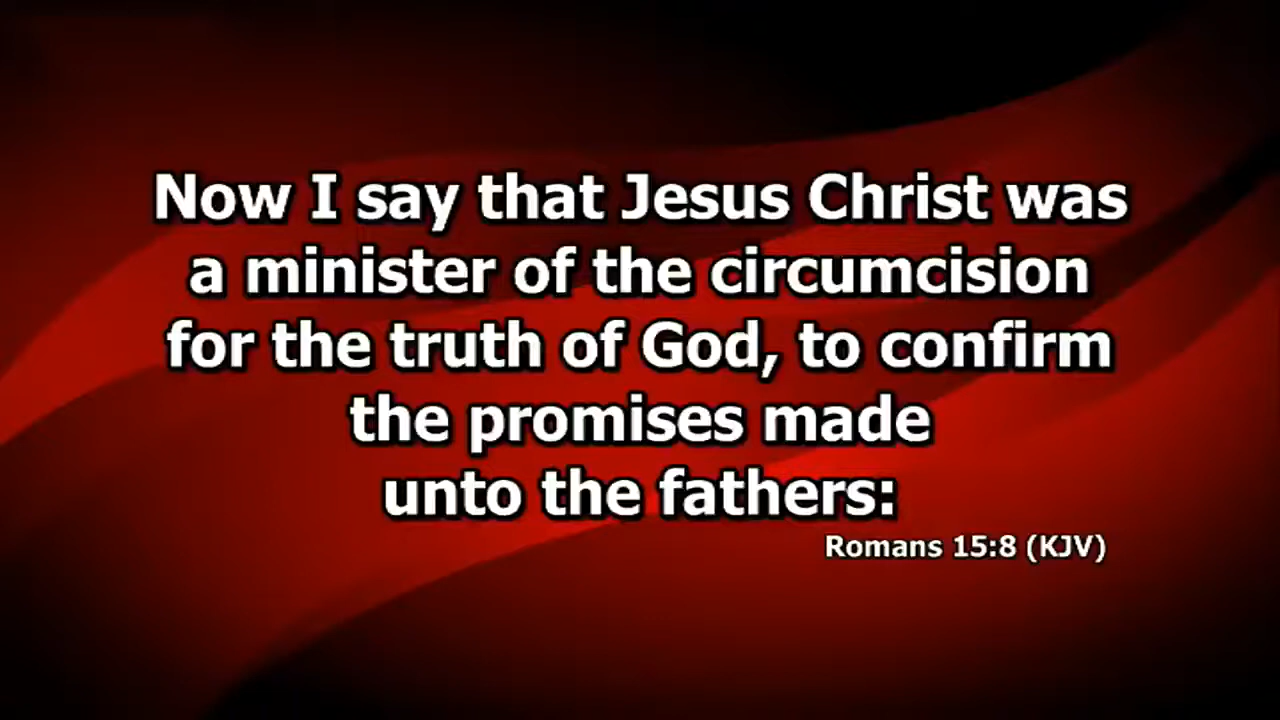 Now I say that Jesus Christ was
a minister of the circumcision
for the truth of God, to confirm
the promises made
unto the fathers:
Romans 15:8 (KJV)